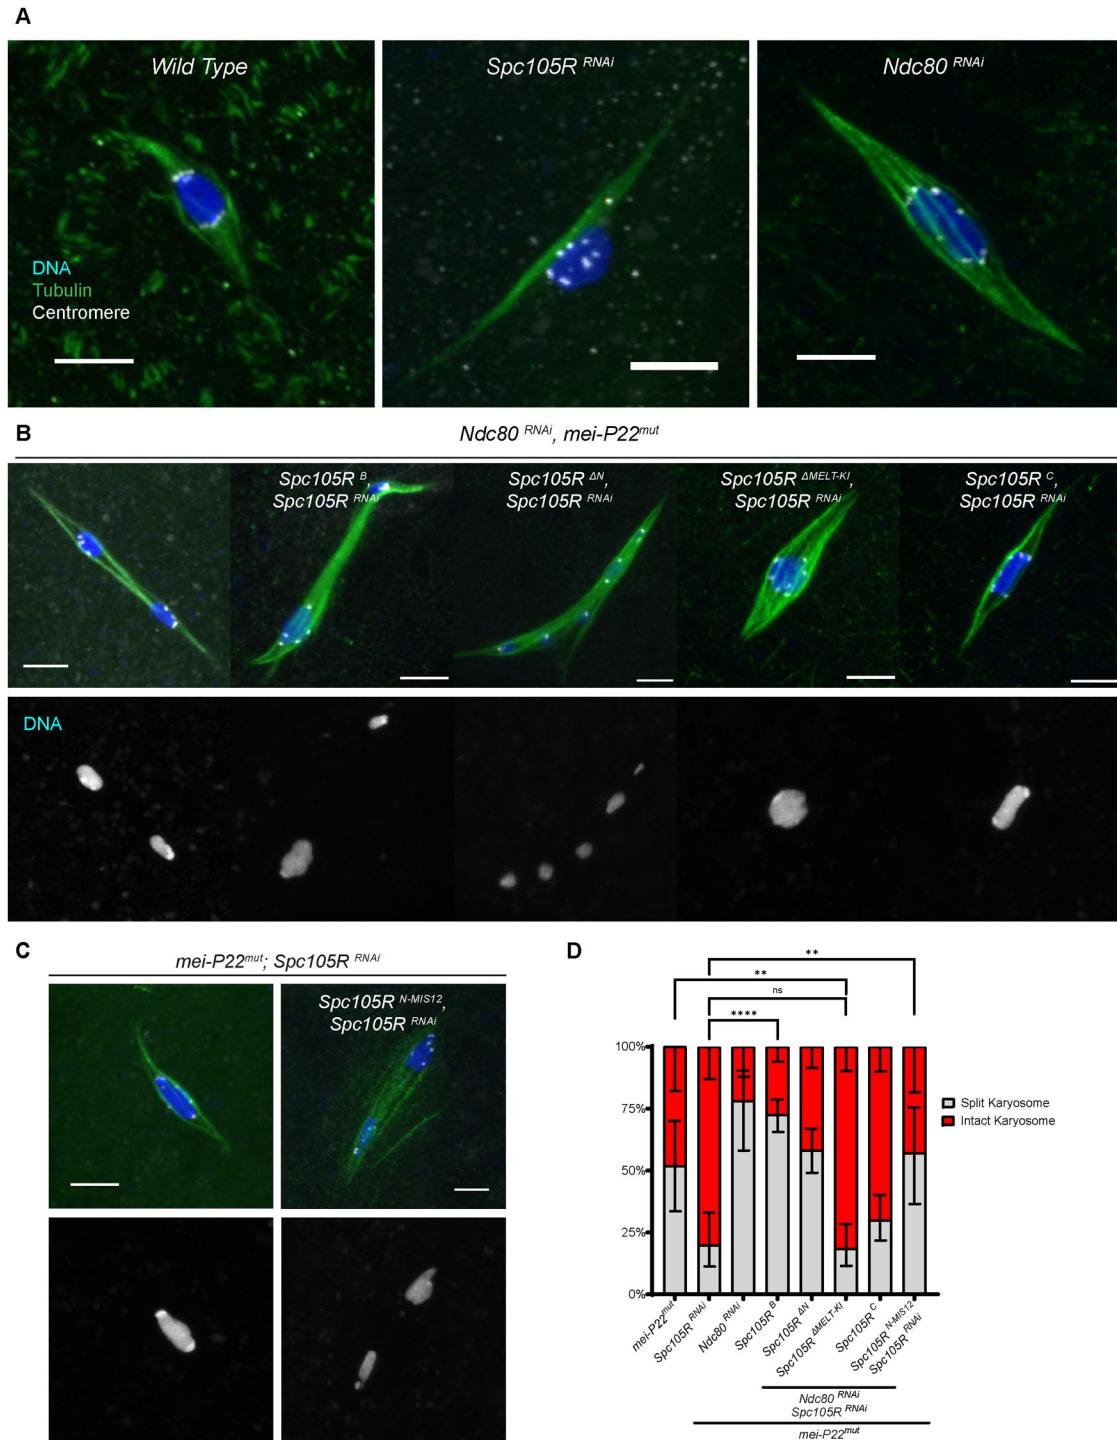 A
Wild Type
Spc105R RNAi
Ndc80 RNAi
DNA
Tubulin
Centromere
B
Ndc80 RNAi, mei-P22mut
Spc105R B,
Spc105R RNAi
Spc105R ΔN,
Spc105R RNAi
Spc105R ΔMELT-KI,
Spc105R RNAi
Spc105R C,
Spc105R RNAi
DNA
C
mei-P22mut; Spc105R RNAi
Spc105R N-MIS12,
Spc105R RNAi
D
**
**
ns
****
100%
75%
50%
25%
0%
Split Karyosome
Intact Karyosome
mei-P22mut
Spc105R RNAi
Ndc80 RNAi
Spc105R B
Spc105R ΔN
Spc105R ΔMELT-KI
Spc105R C
Spc105R N-MIS12
Spc105R RNAi
Ndc80 RNAi
Spc105R RNAi
mei-P22mut